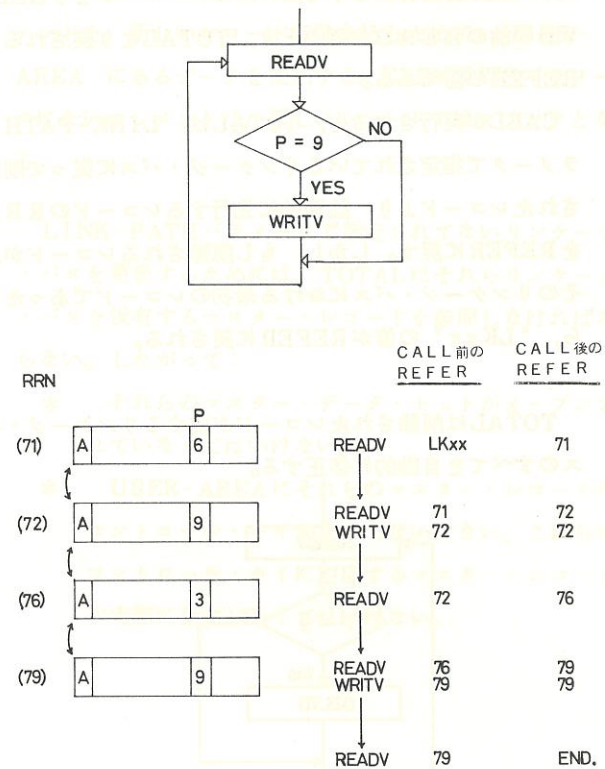 READV
P = 9
NO
YES
WRITV
CALL前の CALL後の
REFER REFER
RRN
P
(71) A 6 READV LKxx 71
(72) A 9 READV 71 72
WRITV 72 72
(76) A 3 READV 72 76
(79) A 9 READV 76 79
WRITV 79 79
READV 79 END.